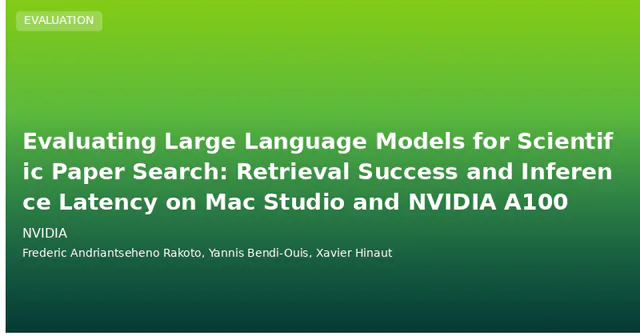 EVALUATION
Evaluating Large Language Models for Scientif
ic Paper Search: Retrieval Success and Inferen
ce Latency on Mac Studio and NVIDIA A100
NVIDIA
Frederic Andriantseheno Rakoto, Yannis Bendi-Ouis, Xavier Hinaut